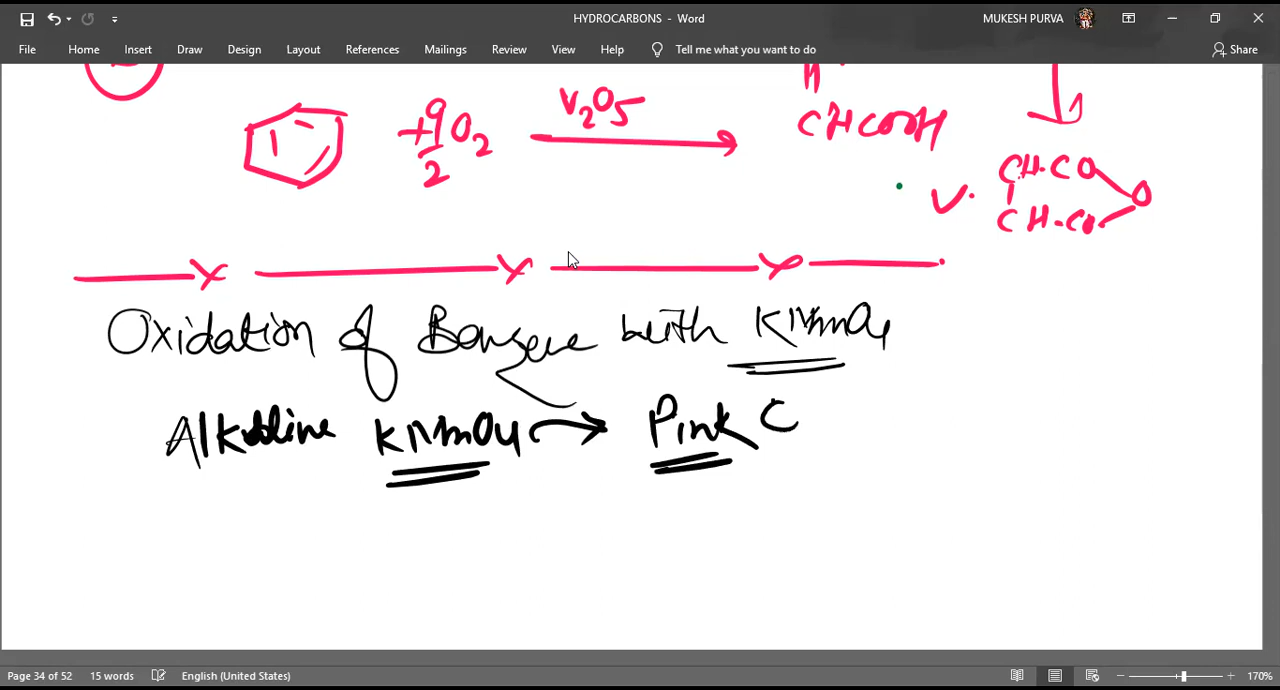 HYDROCARBONS - Word
MUKESH PURVA
File Home Insert Draw Design Layout References Mailings Review View Help Tell me what you want to do Share
+ 9/2 O2 V2O5
CHCOOH
CH.CO
O
CH.CO
Oxidation of Benzene with KMnO4
Alkaline KMnO4 → Pink C
Page 34 of 52 15 words English (United States) 170%